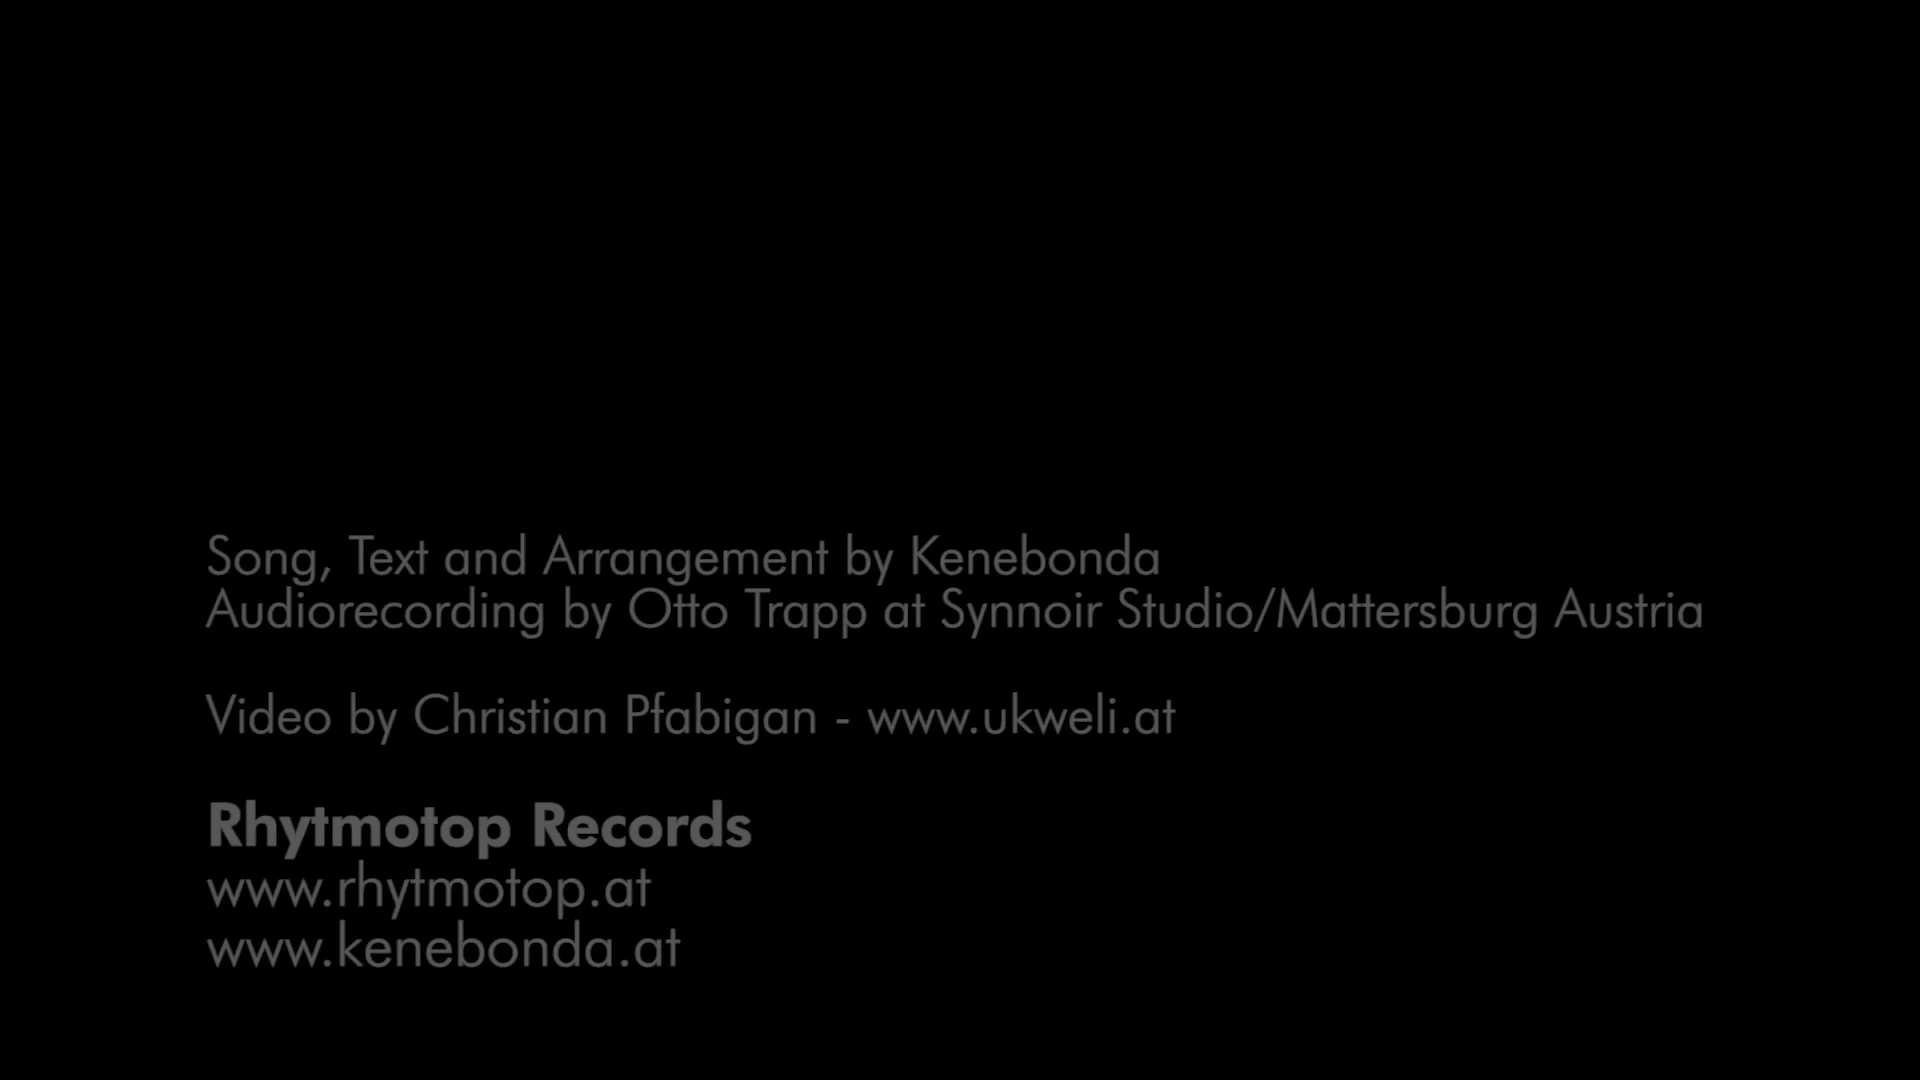 Song, Text and Arrangement by Kenebonda
Audiorecording by Otto Trapp at Synnoir Studio/Mattersburg Austria
Video by Christian Pfabigan - www.ukweli.at
Rhytmotop Records
www.rhytmotop.at
www.kenebonda.at